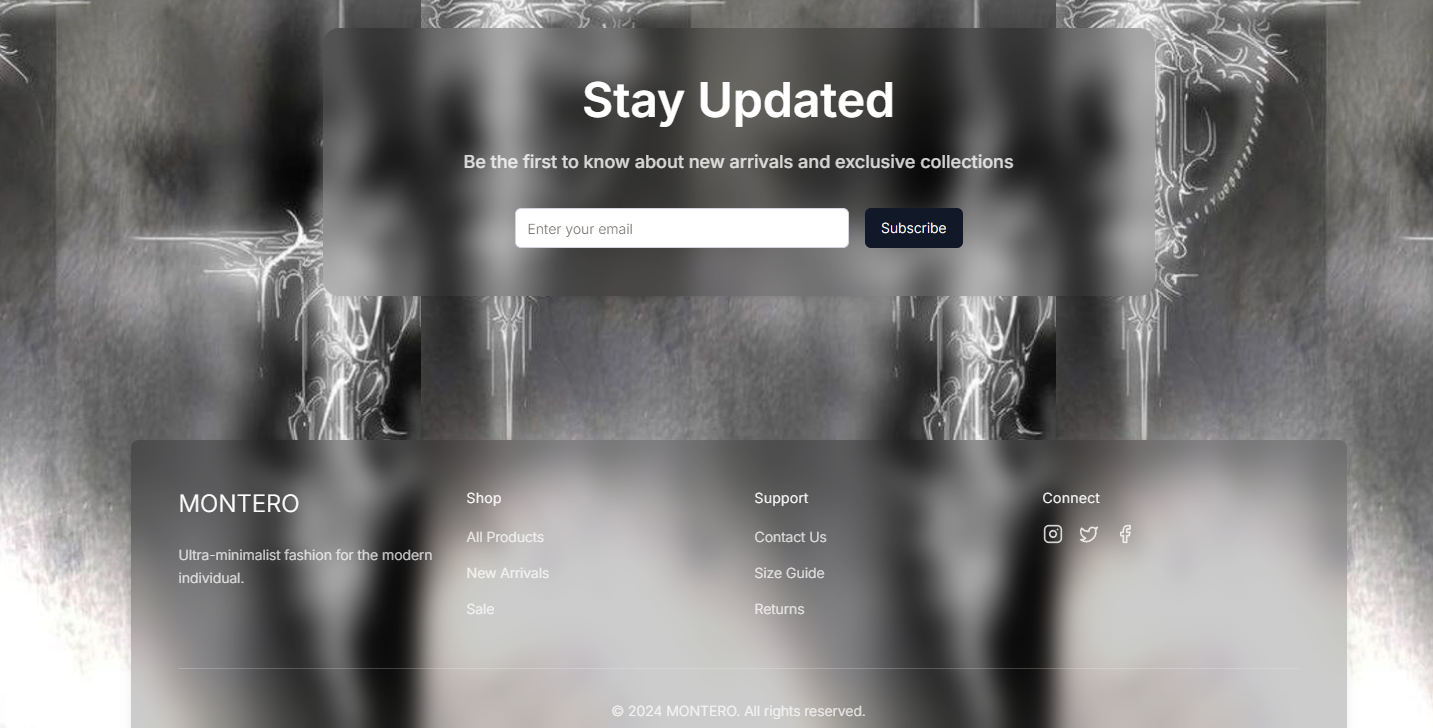 Stay Updated
Be the first to know about new arrivals and exclusive collections
Enter your email
Subscribe
MONTERO
Ultra-minimalist fashion for the modern
individual.
Shop
All Products
New Arrivals
Sale
Support
Contact Us
Size Guide
Returns
Connect
© 2024 MONTERO. All rights reserved.